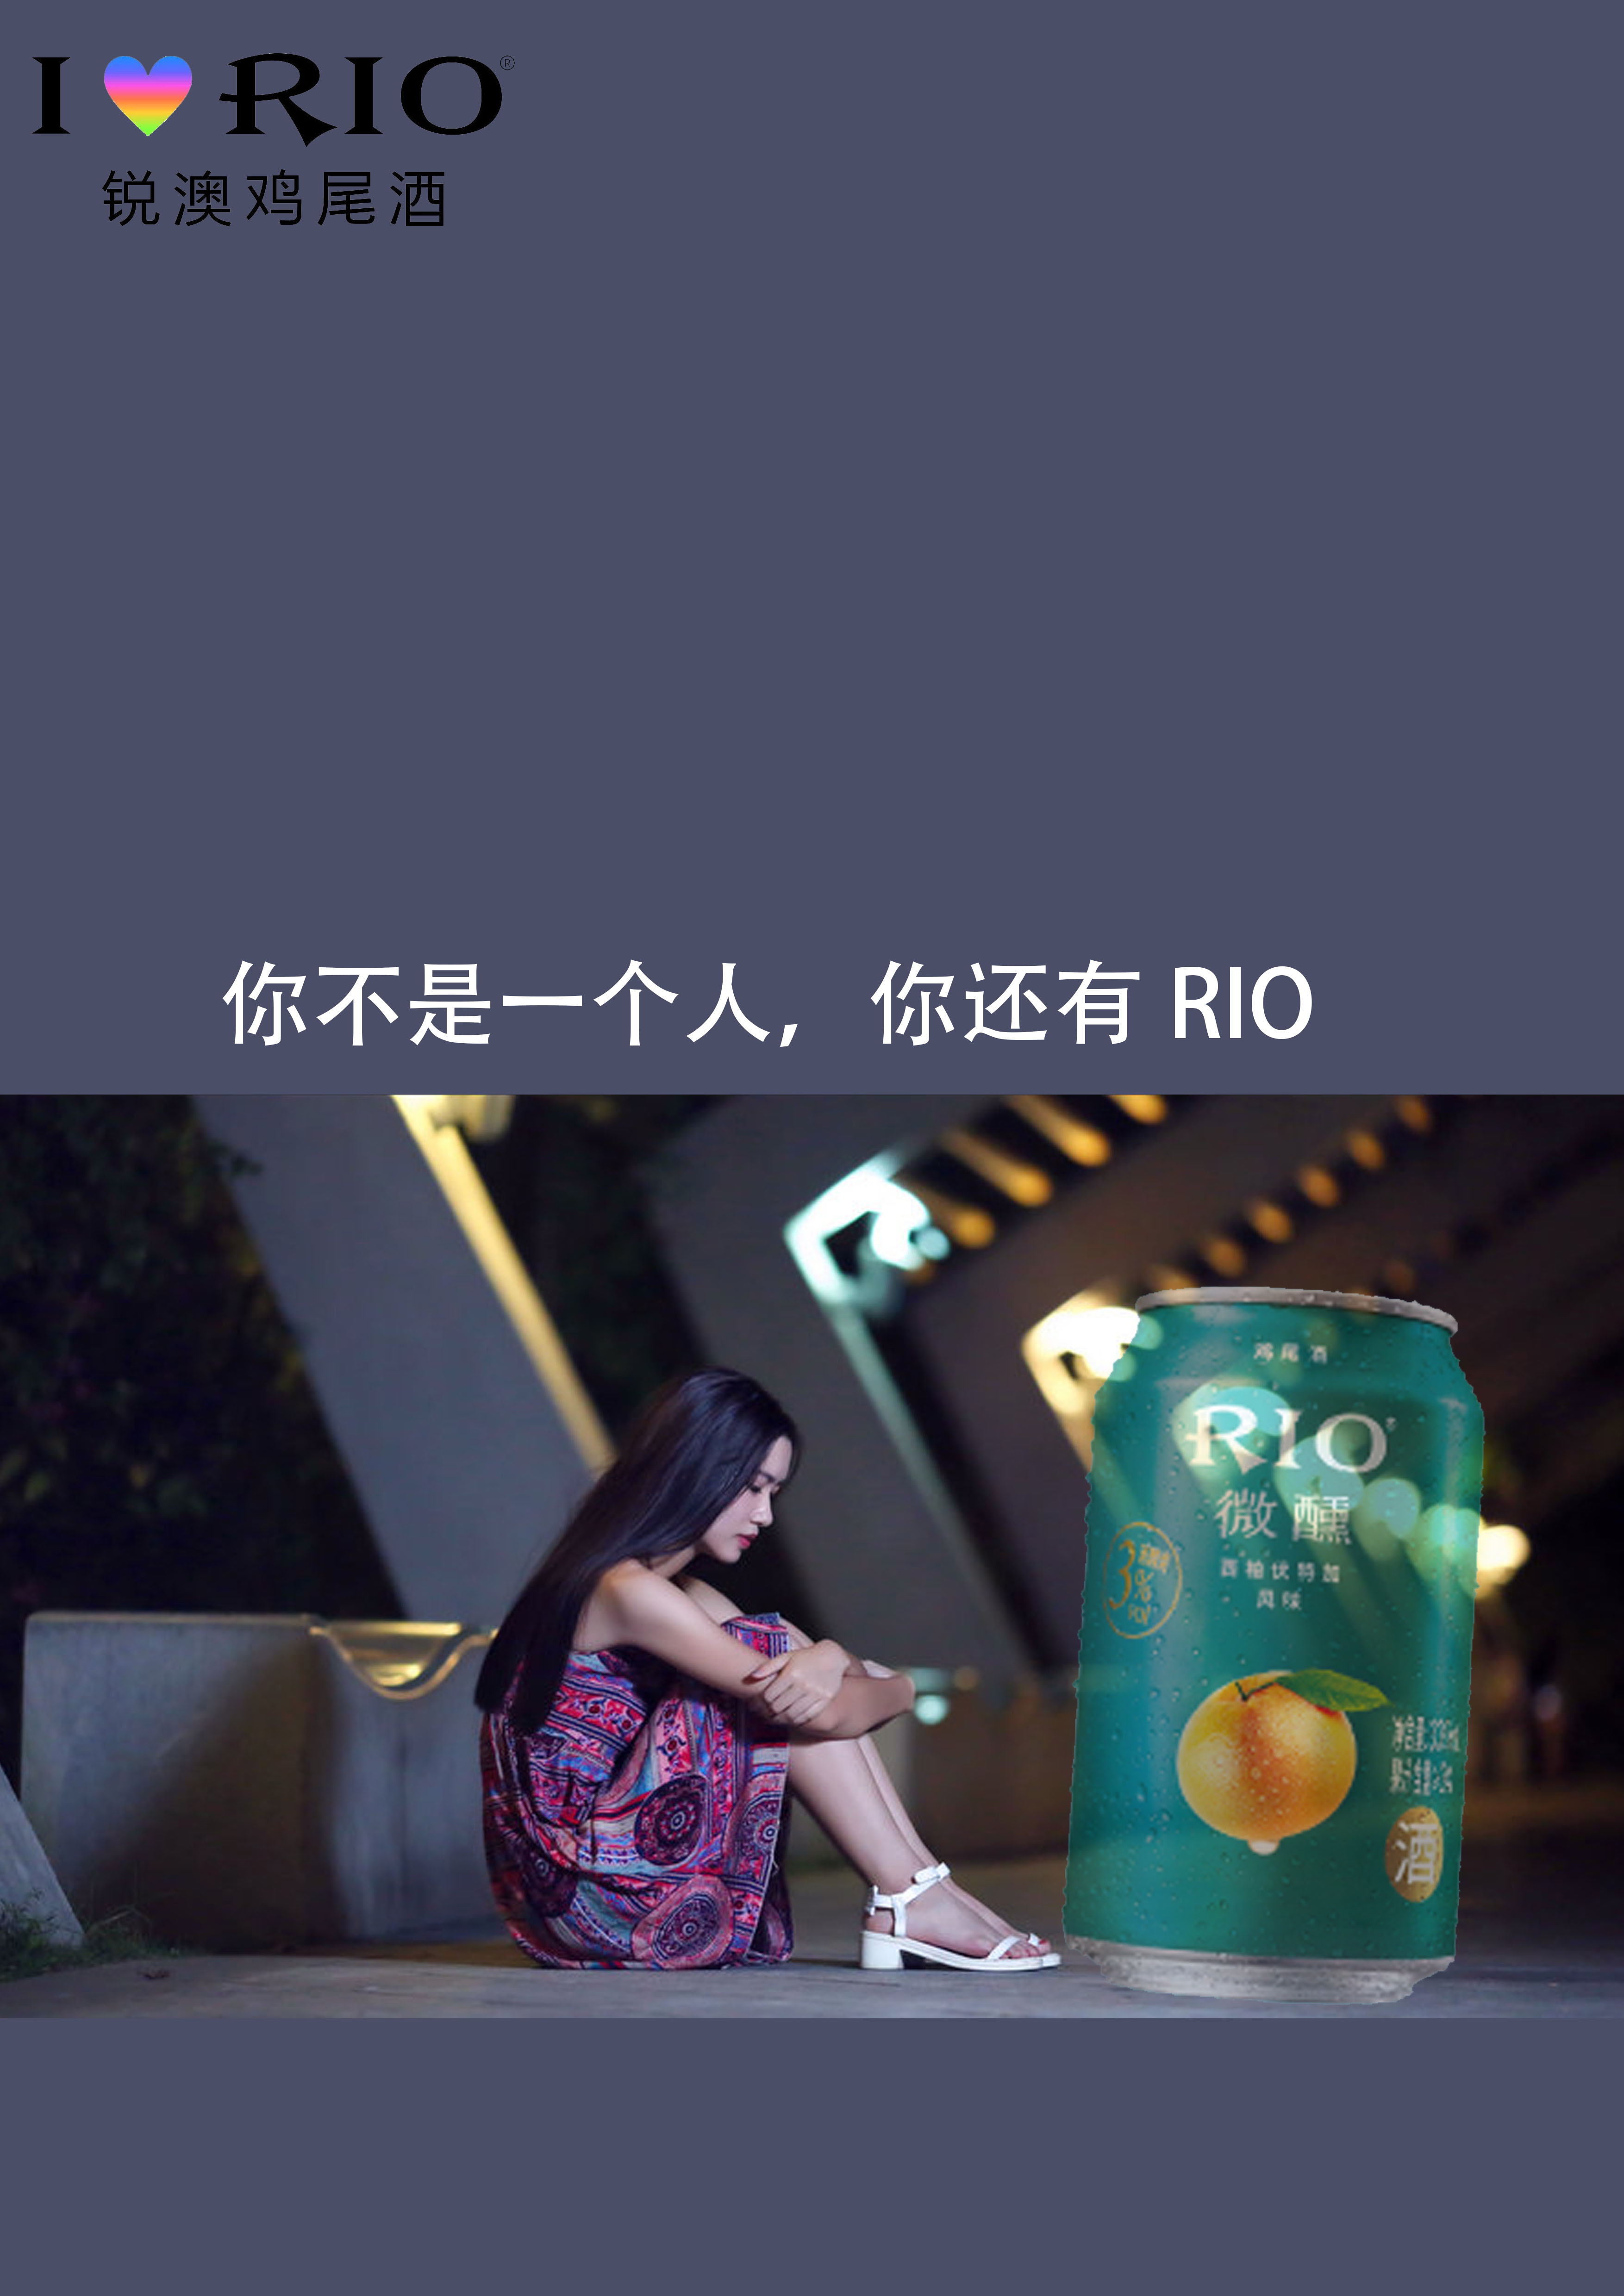 I RIO®
锐澳鸡尾酒
你不是一个人，你还有 RIO
鸡尾酒
RIO
微醺
西柚伏特加
风味
3%
酒